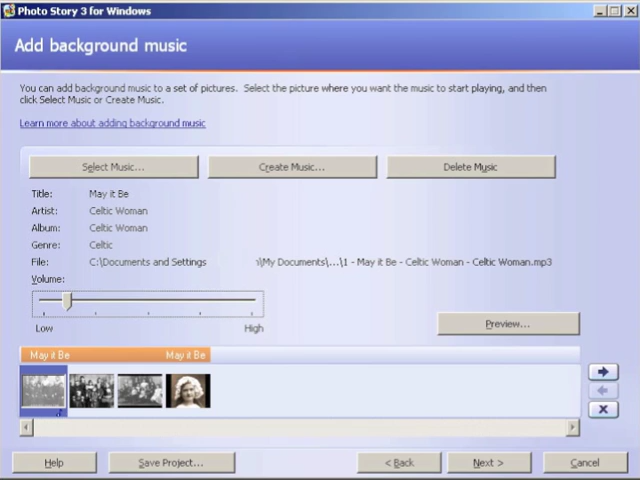 Photo Story 3 for Windows
Add background music
You can add background music to a set of pictures. Select the picture where you want the music to start playing, and then
click Select Music or Create Music.
Learn more about adding background music
Select Music... Create Music... Delete Music
Title: May it Be
Artist: Celtic Woman
Album: Celtic Woman
Genre: Celtic
File: C:\Documents and Settings \My Documents\...\1 - May it Be - Celtic Woman - Celtic Woman.mp3
Volume:
Low High
Preview...
May it Be May it Be
Help Save Project... < Back Next > Cancel